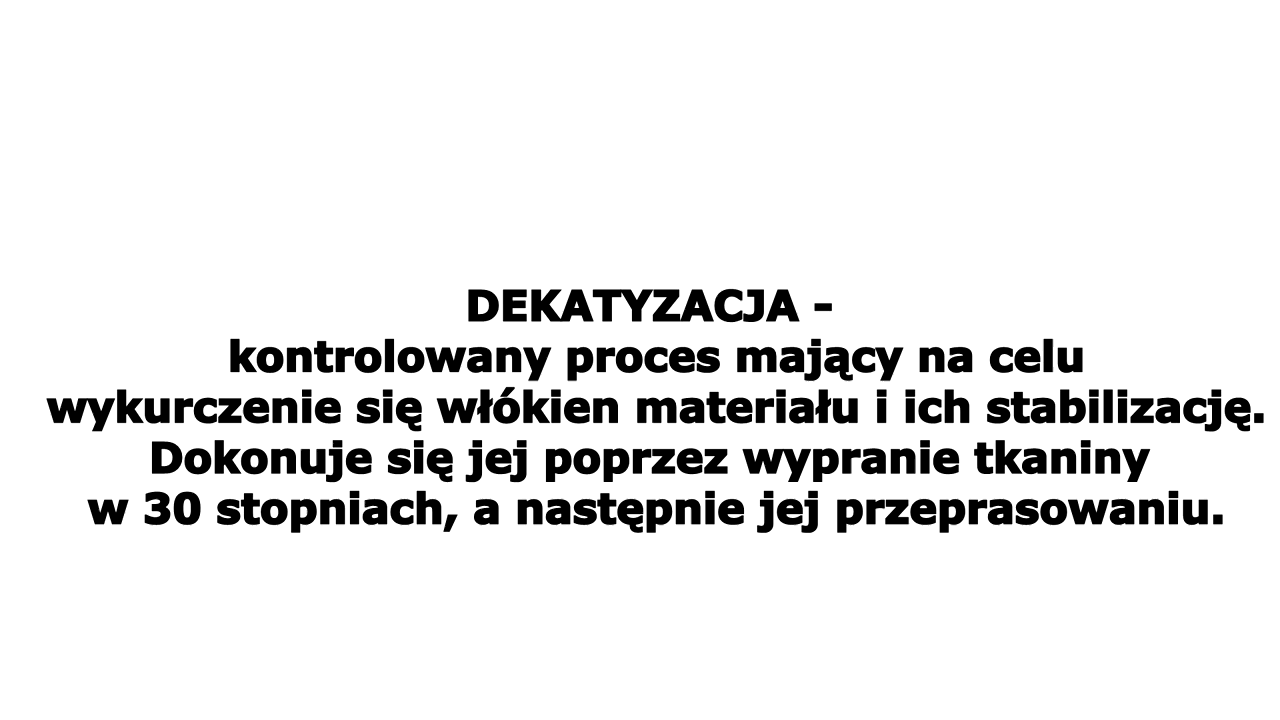 DEKATYZACJA -
kontrolowany proces mający na celu
wykurczenie się włókien materiału i ich stabilizację.
Dokonuje się jej poprzez wypranie tkaniny
w 30 stopniach, a następnie jej przeprasowaniu.